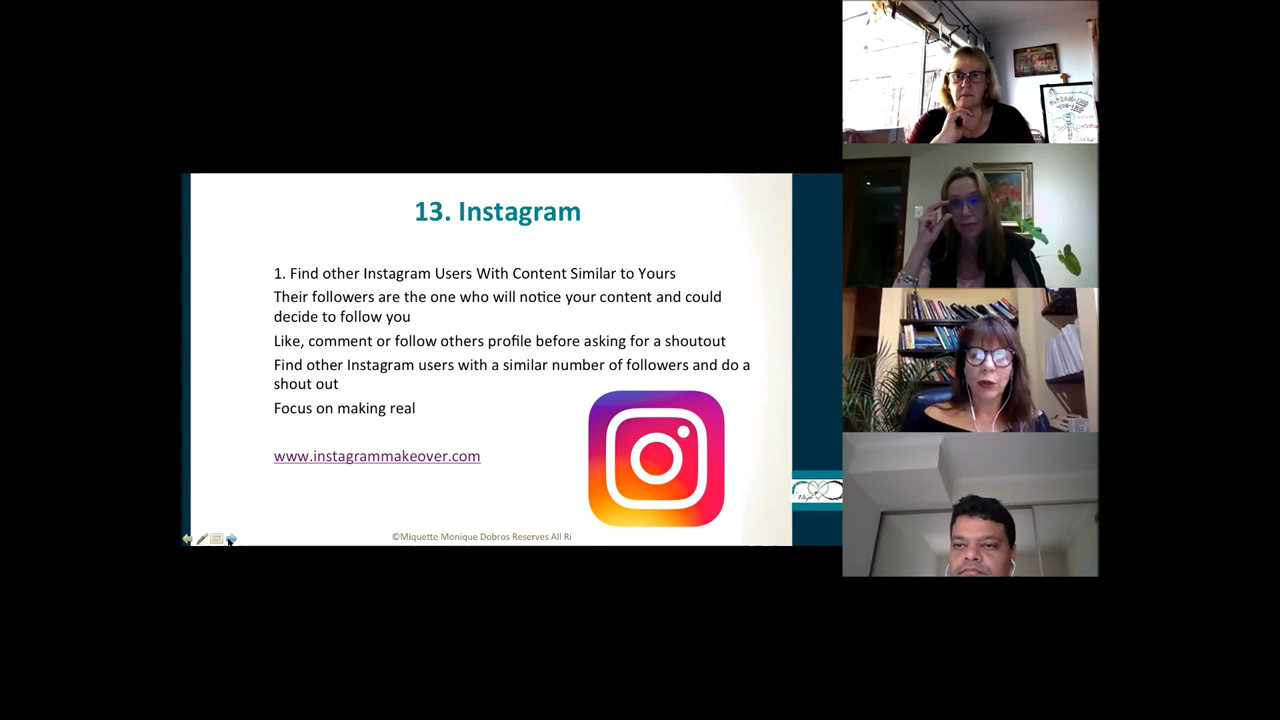 13. Instagram
1. Find other Instagram Users With Content Similar to Yours
Their followers are the one who will notice your content and could
decide to follow you
Like, comment or follow others profile before asking for a shoutout
Find other Instagram users with a similar number of followers and do a
shout out
Focus on making real
www.instagrammakeover.com
©Miquette Monique Dobros Reserves All Ri